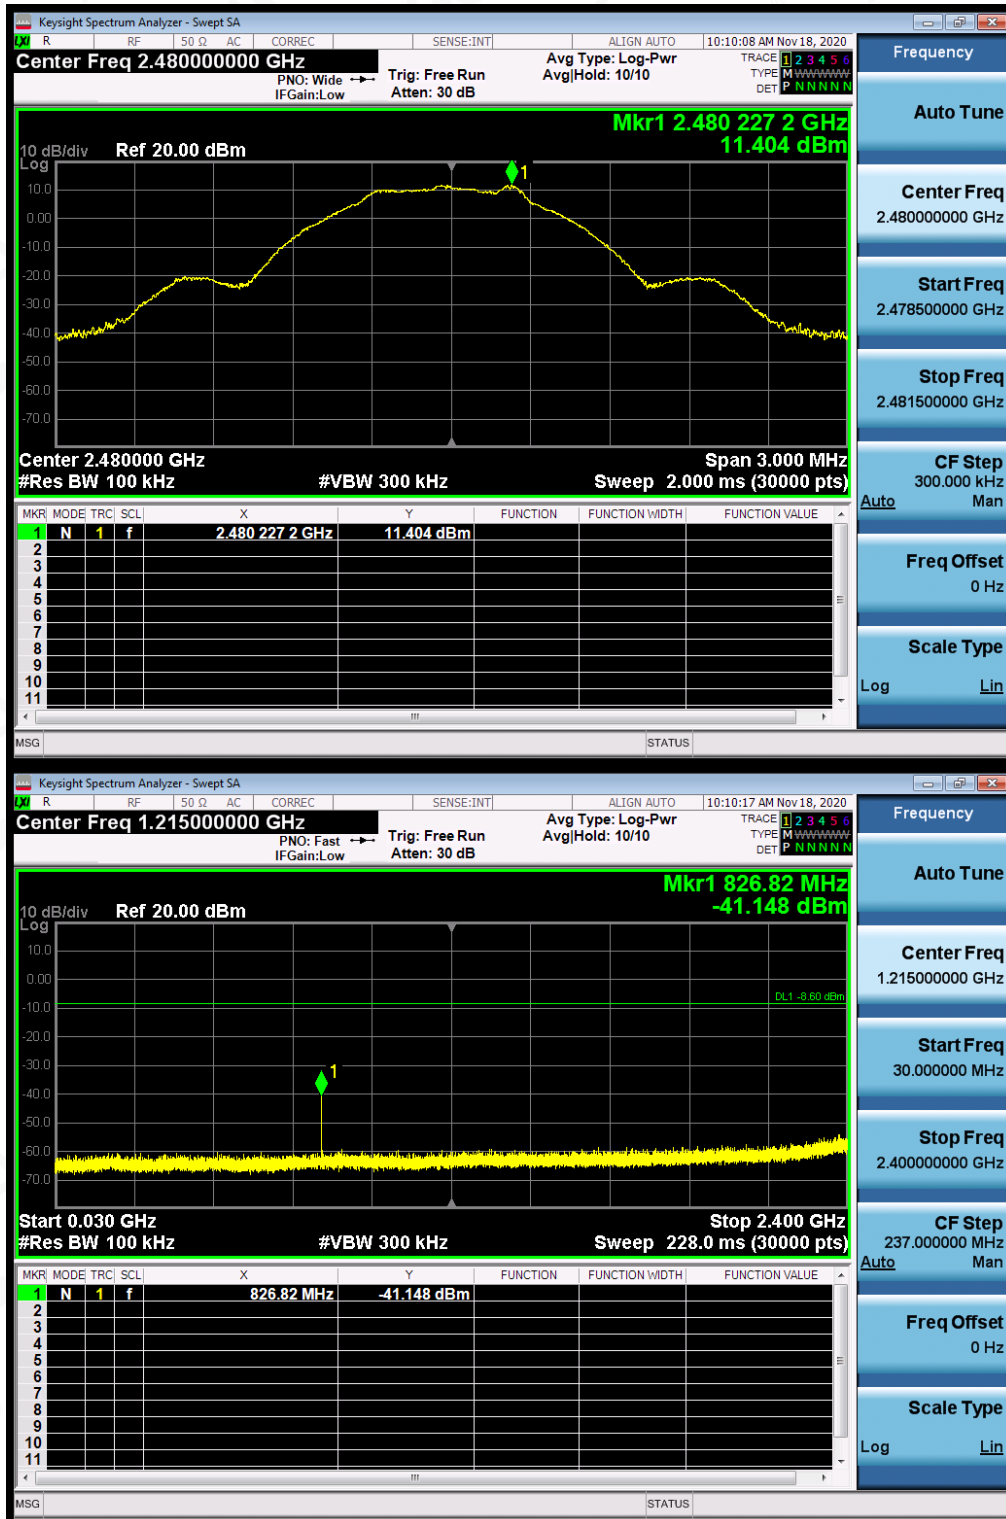 Keysight Spectrum Analyzer - Swept SA
LXI R RF 50 Ω AC CORREC SENSE:INT ALIGN AUTO 10:10:08 AM Nov 18, 2020
Center Freq 2.480000000 GHz
PNO: Wide
IFGain:Low
Trig: Free Run
Atten: 30 dB
Avg Type: Log-Pwr
Avg|Hold: 10/10
TRACE 1 2 3 4 5 6
TYPE M WWWWW
DET P N N N N N
Mkr1 2.480 227 2 GHz
11.404 dBm
10 dB/div Ref 20.00 dBm
Log
10.0
0.00
-10.0
-20.0
-30.0
-40.0
-50.0
-60.0
-70.0
1
Center 2.480000 GHz Span 3.000 MHz
#Res BW 100 kHz #VBW 300 kHz Sweep 2.000 ms (30000 pts)
MKR MODE TRC SCL X Y FUNCTION FUNCTION WIDTH FUNCTION VALUE
1 N 1 f 2.480 227 2 GHz 11.404 dBm
2
3
4
5
6
7
8
9
10
11
MSG STATUS
Frequency
Auto Tune
Center Freq
2.480000000 GHz
Start Freq
2.478500000 GHz
Stop Freq
2.481500000 GHz
CF Step
300.000 kHz
Auto Man
Freq Offset
0 Hz
Scale Type
Log Lin
Keysight Spectrum Analyzer - Swept SA
LXI R RF 50 Ω AC CORREC SENSE:INT ALIGN AUTO 10:10:17 AM Nov 18, 2020
Center Freq 1.215000000 GHz
PNO: Fast
IFGain:Low
Trig: Free Run
Atten: 30 dB
Avg Type: Log-Pwr
Avg|Hold: 10/10
TRACE 1 2 3 4 5 6
TYPE M WWWWW
DET P N N N N N
Mkr1 826.82 MHz
-41.148 dBm
10 dB/div Ref 20.00 dBm
Log
10.0
0.00
-10.0
-20.0
-30.0
-40.0
-50.0
-60.0
-70.0
DL1 -8.60 dBm
1
Start 0.030 GHz Stop 2.400 GHz
#Res BW 100 kHz #VBW 300 kHz Sweep 228.0 ms (30000 pts)
MKR MODE TRC SCL X Y FUNCTION FUNCTION WIDTH FUNCTION VALUE
1 N 1 f 826.82 MHz -41.148 dBm
2
3
4
5
6
7
8
9
10
11
MSG STATUS
Frequency
Auto Tune
Center Freq
1.215000000 GHz
Start Freq
30.000000 MHz
Stop Freq
2.400000000 GHz
CF Step
237.000000 MHz
Auto Man
Freq Offset
0 Hz
Scale Type
Log Lin